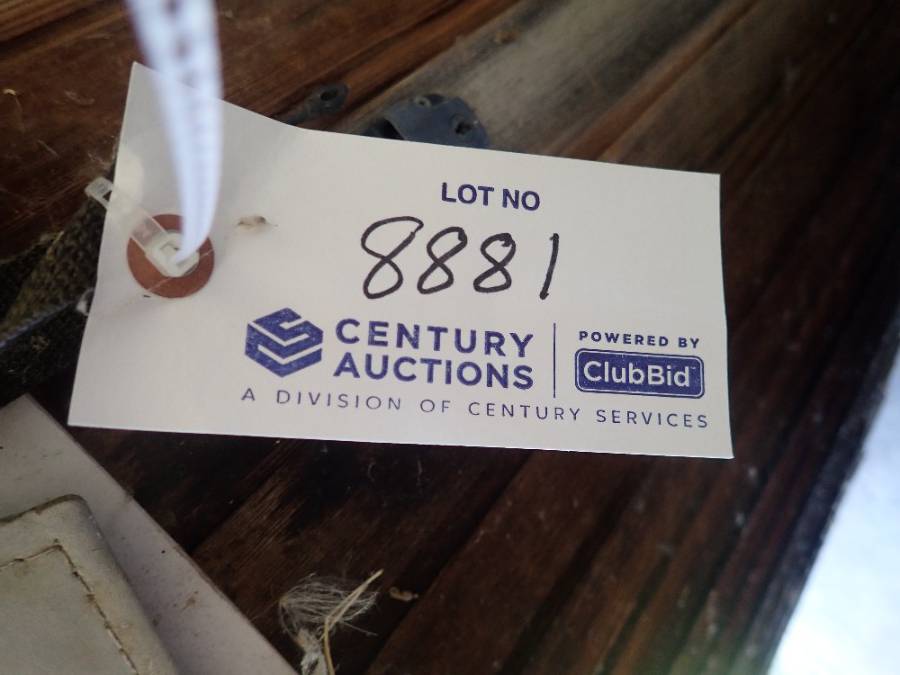 LOT NO
8881
CENTURY
AUCTIONS
POWERED BY
ClubBid
A DIVISION OF CENTURY SERVICES